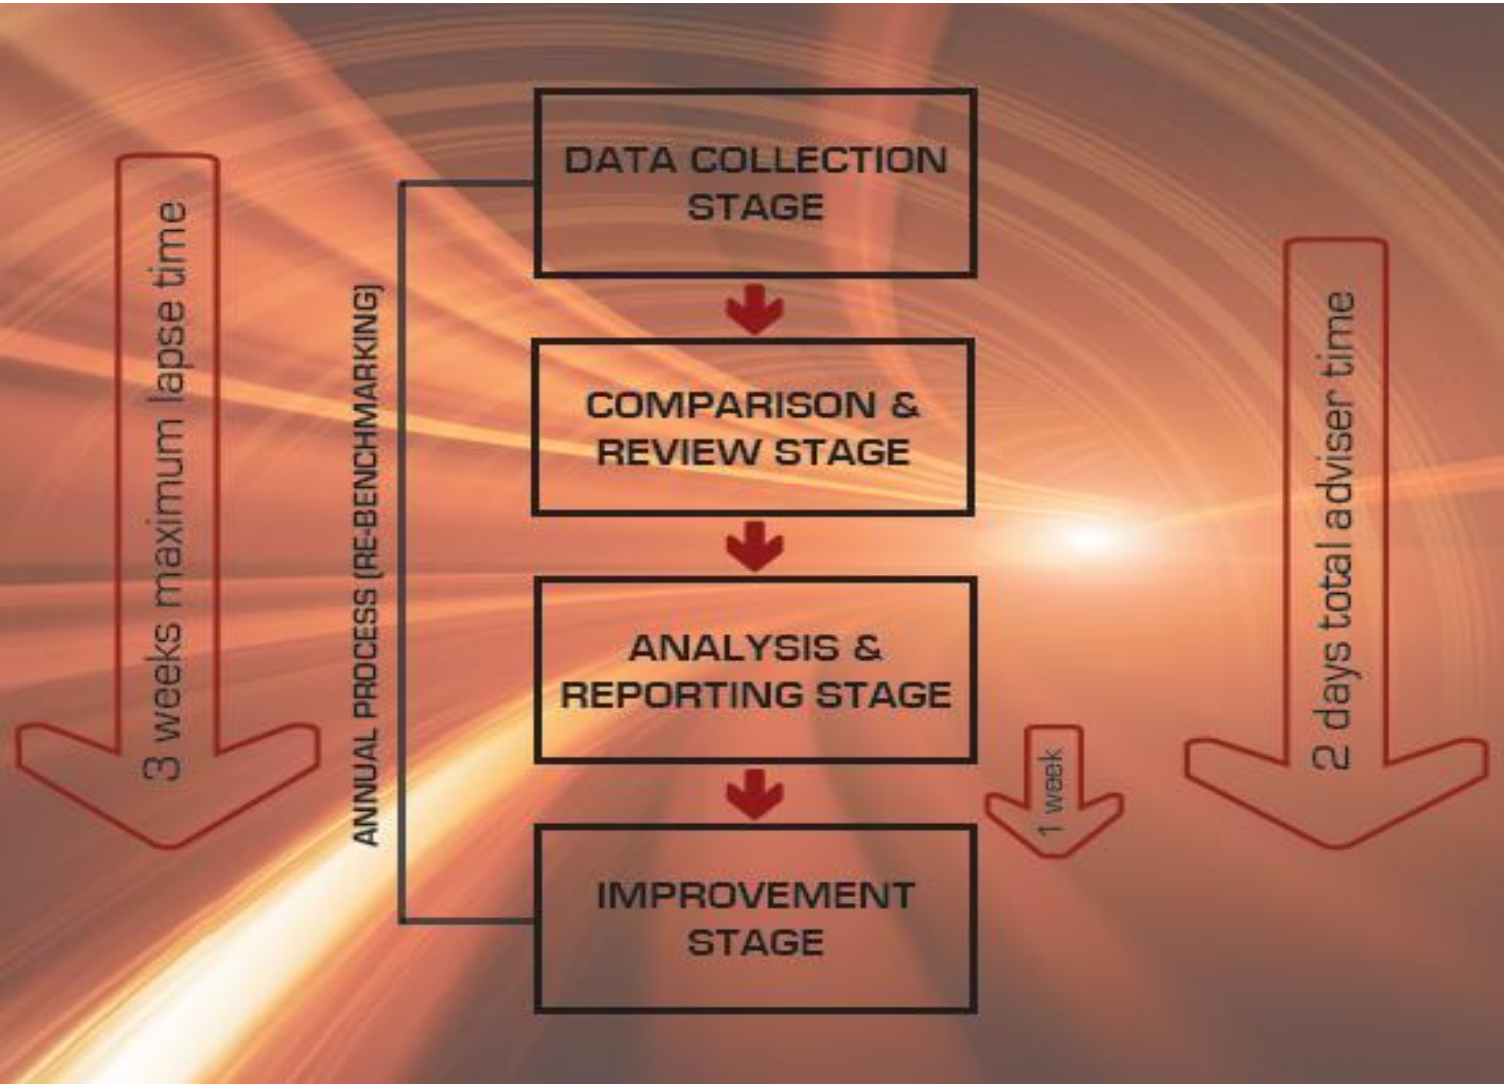 DATA COLLECTION
STAGE
COMPARISON &
REVIEW STAGE
ANALYSIS &
REPORTING STAGE
IMPROVEMENT
STAGE
3 weeks maximum lapse time
ANNUAL PROCESS (RE-BENCHMARKING)
1 week
2 days total adviser time